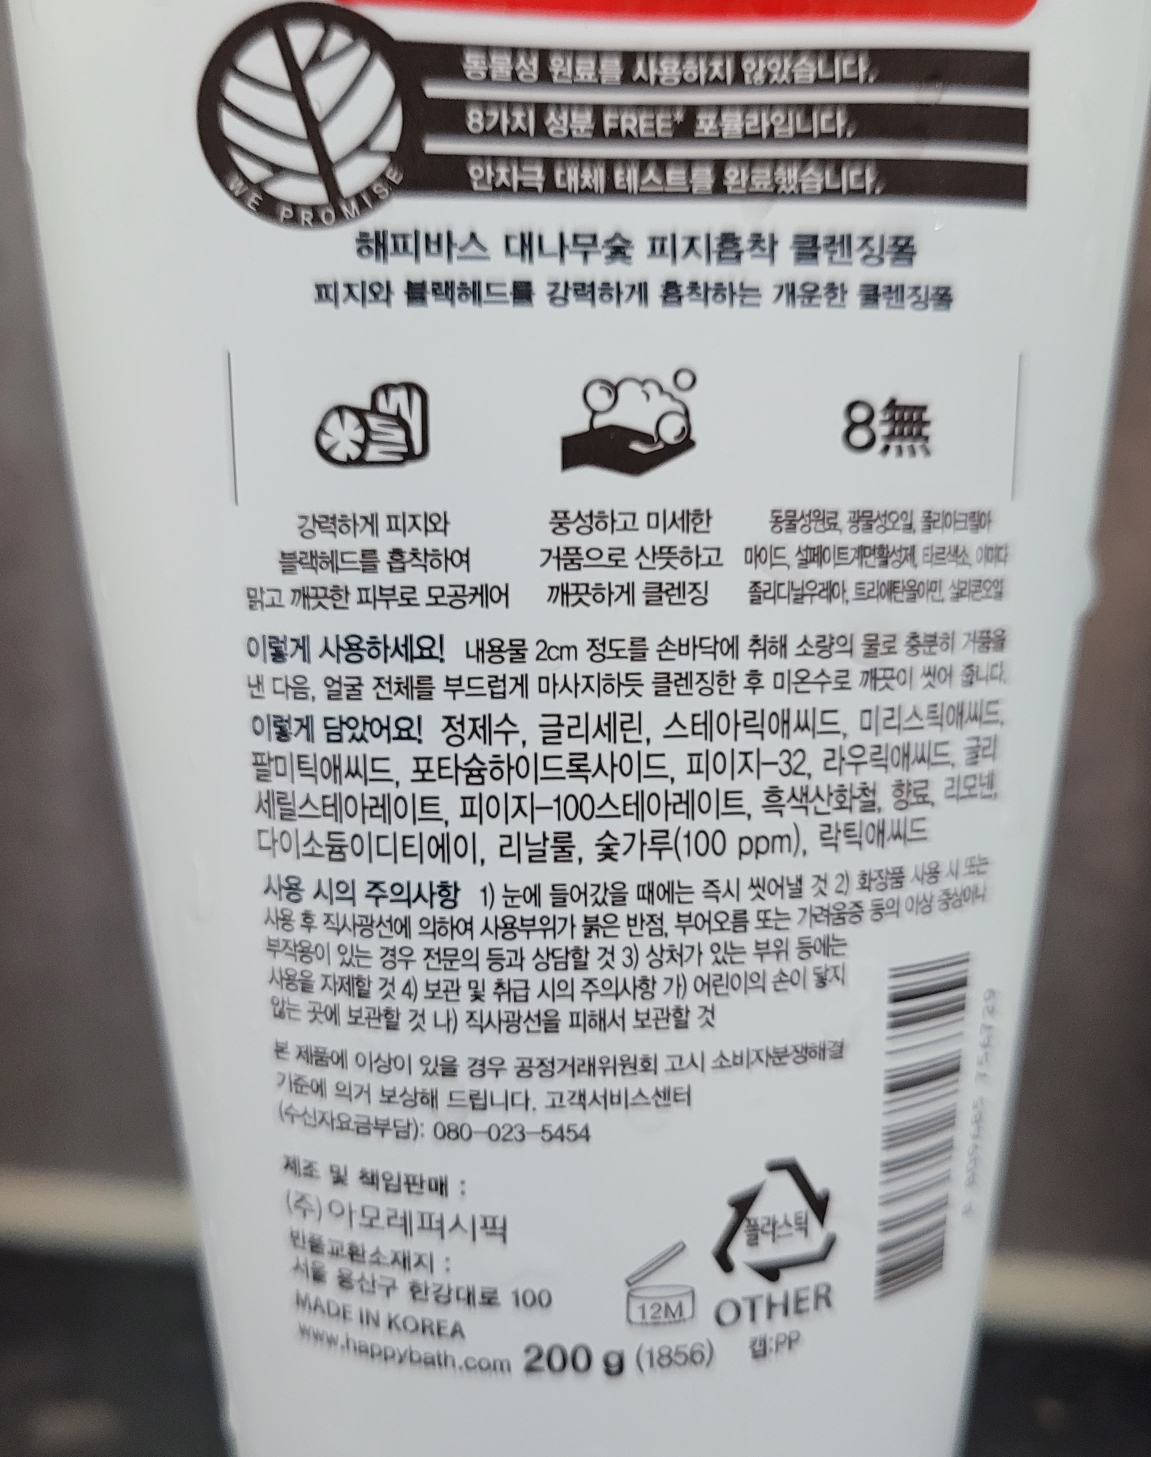 동물성 원료를 사용하지 않았습니다.
8가지 성분 FREE* 포뮬라입니다.
안자극 대체 테스트를 완료했습니다.
WE PROMISE
해피바스 대나무숯 피지흡착 클렌징폼
피지와 블랙헤드를 강력하게 흡착하는 개운한 클렌징폼
8無
강력하게 피지와
블랙헤드를 흡착하여
맑고 깨끗한 피부로 모공케어
풍성하고 미세한
거품으로 산뜻하고
깨끗하게 클렌징
동물성원료, 광물성오일, 폴리아크릴아
마이드, 설페이트계면활성제, 타르색소, 이미다
졸리디닐우레아, 트리에탄올아민, 실리콘오일
이렇게 사용하세요! 내용물 2cm 정도를 손바닥에 취해 소량의 물로 충분히 거품을
낸 다음, 얼굴 전체를 부드럽게 마사지하듯 클렌징한 후 미온수로 깨끗이 씻어 줍니다.
이렇게 담았어요! 정제수, 글리세린, 스테아릭애씨드, 미리스틱애씨드,
팔미틱애씨드, 포타슘하이드록사이드, 피이지-32, 라우릭애씨드, 글리
세릴스테아레이트, 피이지-100스테아레이트, 흑색산화철, 향료, 리모넨,
다이소듐이디티에이, 리날룰, 숯가루(100 ppm), 락틱애씨드
사용 시의 주의사항 1) 눈에 들어갔을 때에는 즉시 씻어낼 것 2) 화장품 사용 시 또는
사용 후 직사광선에 의하여 사용부위가 붉은 반점, 부어오름 또는 가려움증 등의 이상 증상이나
부작용이 있는 경우 전문의 등과 상담할 것 3) 상처가 있는 부위 등에는
사용을 자제할 것 4) 보관 및 취급 시의 주의사항 가) 어린이의 손이 닿지
않는 곳에 보관할 것 나) 직사광선을 피해서 보관할 것
본 제품에 이상이 있을 경우 공정거래위원회 고시 소비자분쟁해결
기준에 의거 보상해 드립니다. 고객서비스센터
(수신자요금부담): 080-023-5454
제조 및 책임판매 :
(주)아모레퍼시픽
반품교환소재지 :
서울 용산구 한강대로 100
MADE IN KOREA
www.happybath.com 200 g (1856)
12M
플라스틱
OTHER
캡:PP